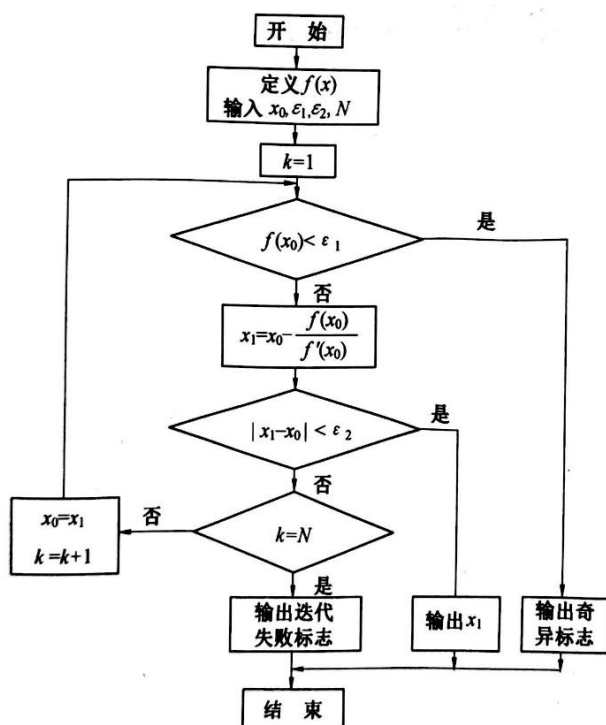 开 始
定义f(x)
输入 x₀,ε₁,ε₂, N
k=1
f(x₀)< ε₁
是
否
x₁=x₀-f(x₀)/f'(x₀)
|x₁-x₀| < ε₂
是
否
x₀=x₁
k=k+1
否
k=N
是
输出迭代
失败标志
输出x₁
输出奇
异标志
结 束